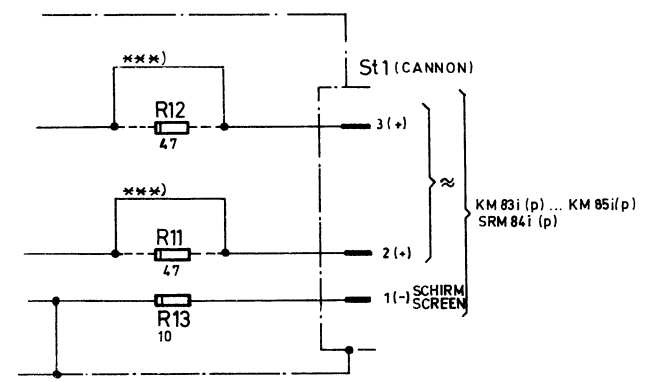 St1 (CANNON)
***)
R12
47
3 (+)
≈
KM 83i (p) ... KM 85i(p)
SRM 84i (p)
***)
R11
47
2 (+)
1 (-) SCHIRM
SCREEN
R13
10